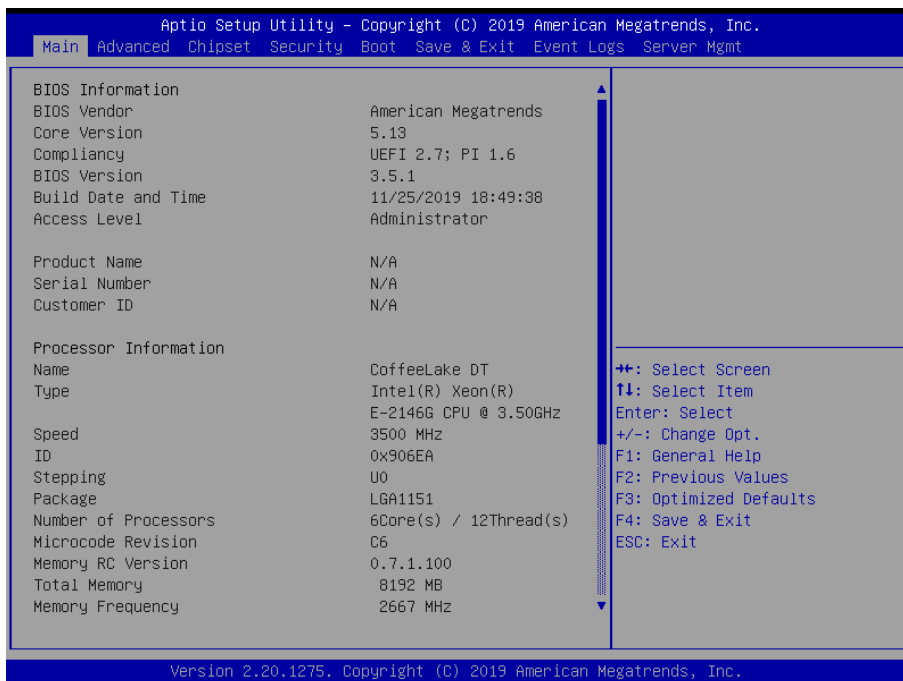 Aptio Setup Utility – Copyright (C) 2019 American Megatrends, Inc.
Main Advanced Chipset Security Boot Save & Exit Event Logs Server Mgmt
BIOS Information
BIOS Vendor American Megatrends
Core Version 5.13
Compliancy UEFI 2.7; PI 1.6
BIOS Version 3.5.1
Build Date and Time 11/25/2019 18:49:38
Access Level Administrator
Product Name N/A
Serial Number N/A
Customer ID N/A
Processor Information
Name CoffeeLake DT
Type Intel(R) Xeon(R)
E-2146G CPU @ 3.50GHz
Speed 3500 MHz
ID 0x906EA
Stepping U0
Package LGA1151
Number of Processors 6Core(s) / 12Thread(s)
Microcode Revision C6
Memory RC Version 0.7.1.100
Total Memory 8192 MB
Memory Frequency 2667 MHz
→←: Select Screen
↑↓: Select Item
Enter: Select
+/-: Change Opt.
F1: General Help
F2: Previous Values
F3: Optimized Defaults
F4: Save & Exit
ESC: Exit
Version 2.20.1275. Copyright (C) 2019 American Megatrends, Inc.